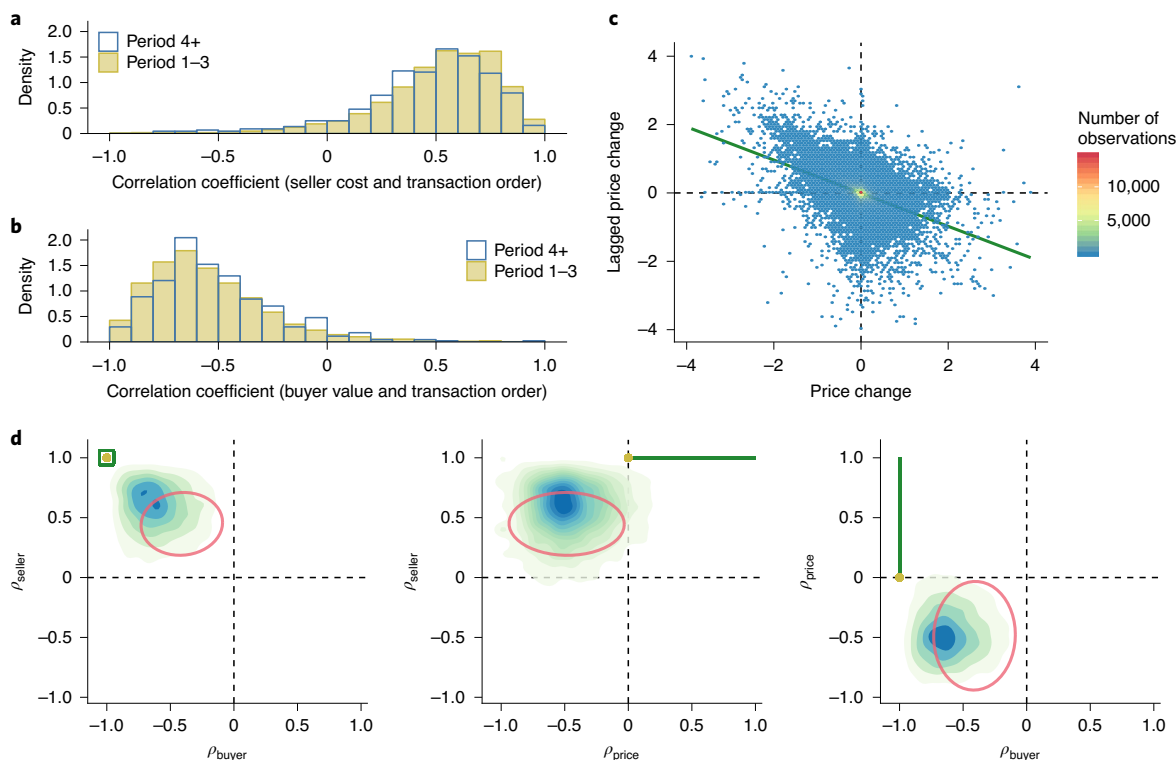 a
2.0
1.5
1.0
0.5
0
Density
Period 4+
Period 1–3
−1.0 −0.5 0 0.5 1.0
Correlation coefficient (seller cost and transaction order)
b
2.0
1.5
1.0
0.5
0
Density
Period 4+
Period 1–3
−1.0 −0.5 0 0.5 1.0
Correlation coefficient (buyer value and transaction order)
c
4
2
0
−2
−4
Lagged price change
−4 −2 0 2 4
Price change
Number of
observations
10,000
5,000
d
1.0
0.5
0
−0.5
−1.0
ρseller
−1.0 −0.5 0 0.5 1.0
ρbuyer
1.0
0.5
0
−0.5
−1.0
ρseller
−1.0 −0.5 0 0.5 1.0
ρprice
1.0
0.5
0
−0.5
−1.0
ρprice
−1.0 −0.5 0 0.5 1.0
ρbuyer